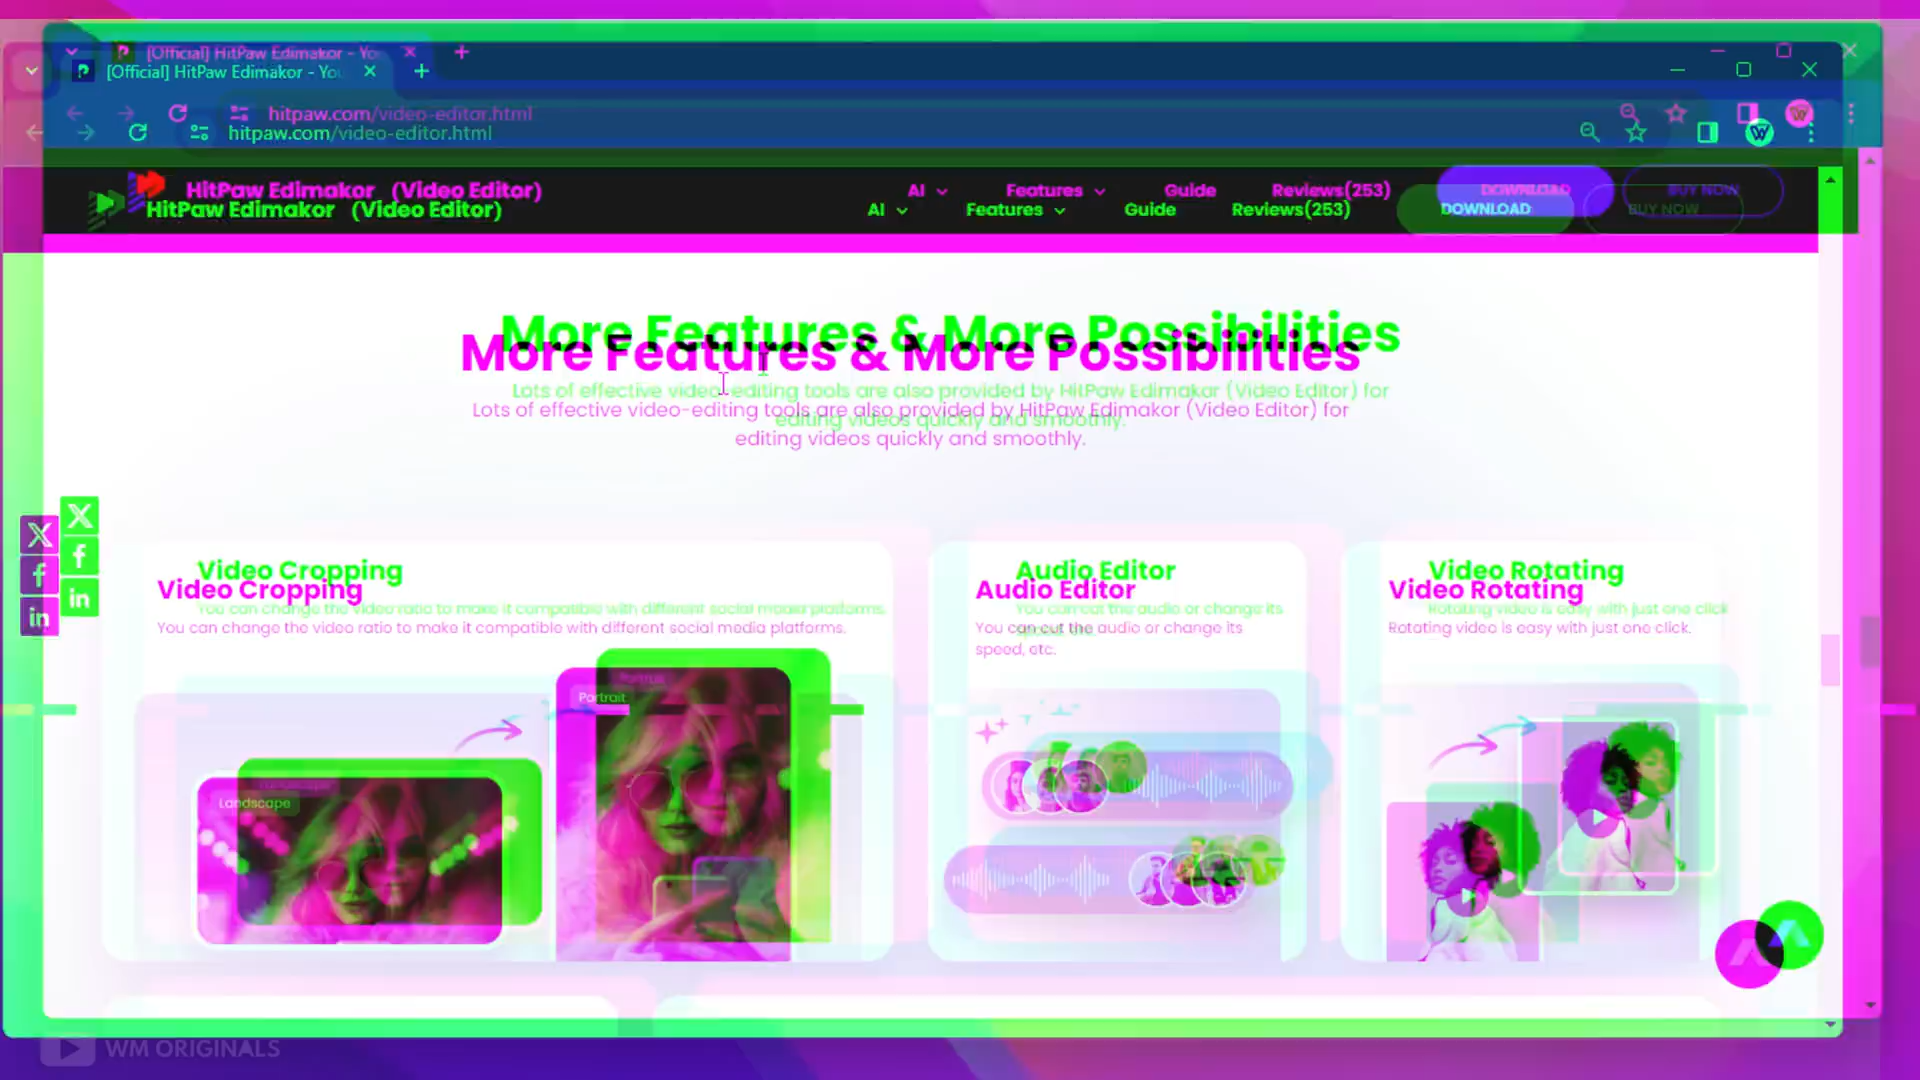 [Official] HitPaw Edimakor - You
hitpaw.com/video-editor.html
HitPaw Edimakor (Video Editor)
AI Features Guide Reviews(253) DOWNLOAD BUY NOW
More Features & More Possibilities
Lots of effective video-editing tools are also provided by HitPaw Edimakar (Video Editor) for
editing videos quickly and smoothly.
Video Cropping
You can change the video ratio to make it compatible with different social media platforms.
Portrait
Landscape
Audio Editor
You can cut the audio or change its
speed, etc.
Video Rotating
Rotating video is easy with just one click.
WM ORIGINALS